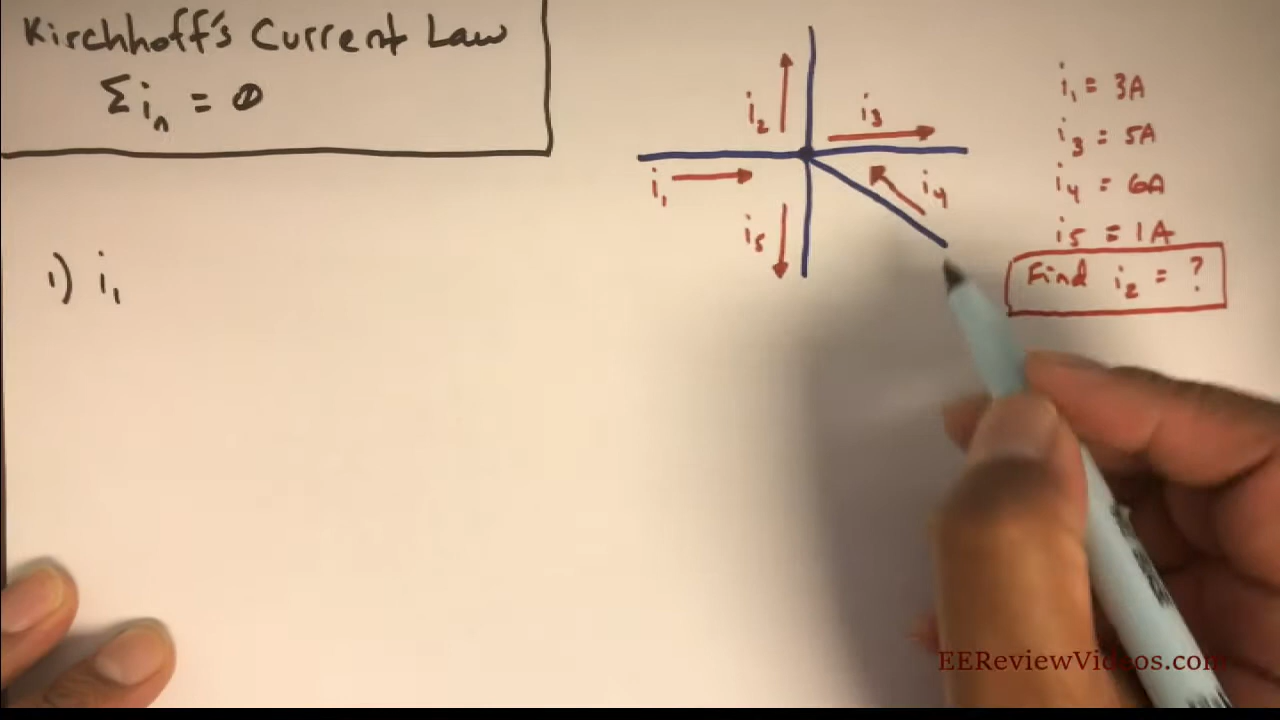 Kirchhoff's Current Law
Σiₙ = 0
i₂
i₃
i₁
i₄
i₅
i₁ = 3A
i₃ = 5A
i₄ = 6A
i₅ = 1A
Find i₂ = ?
1) i₁
EEReviewVideos.com